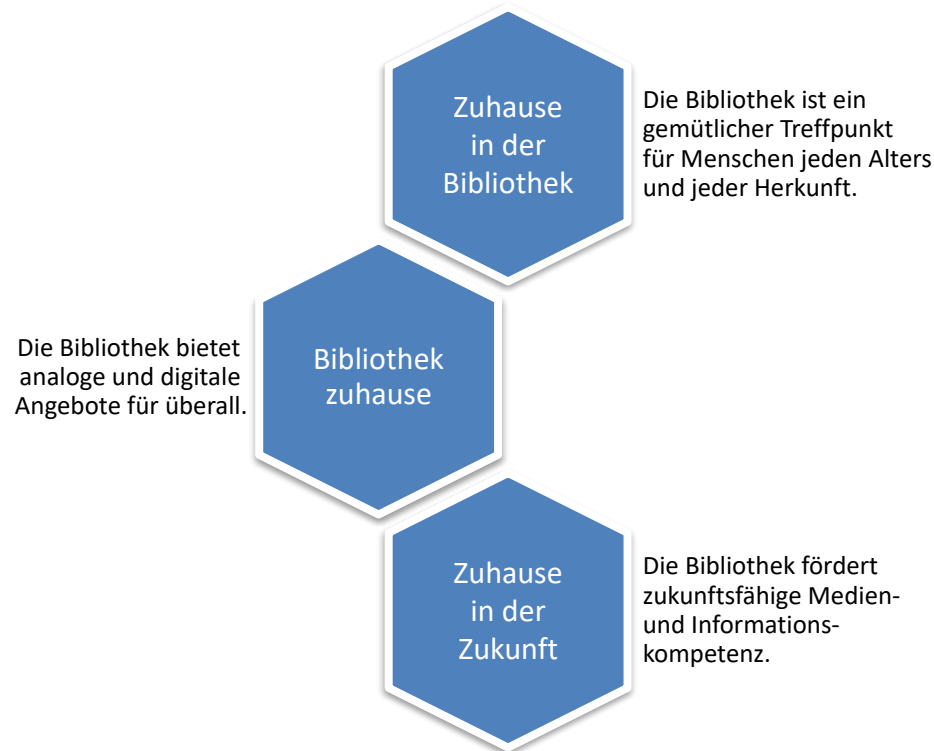 Zuhause
in der
Bibliothek
Die Bibliothek ist ein
gemütlicher Treffpunkt
für Menschen jeden Alters
und jeder Herkunft.
Die Bibliothek bietet
analoge und digitale
Angebote für überall.
Bibliothek
zuhause
Zuhause
in der
Zukunft
Die Bibliothek fördert
zukunftsfähige Medien-
und Informations-
kompetenz.